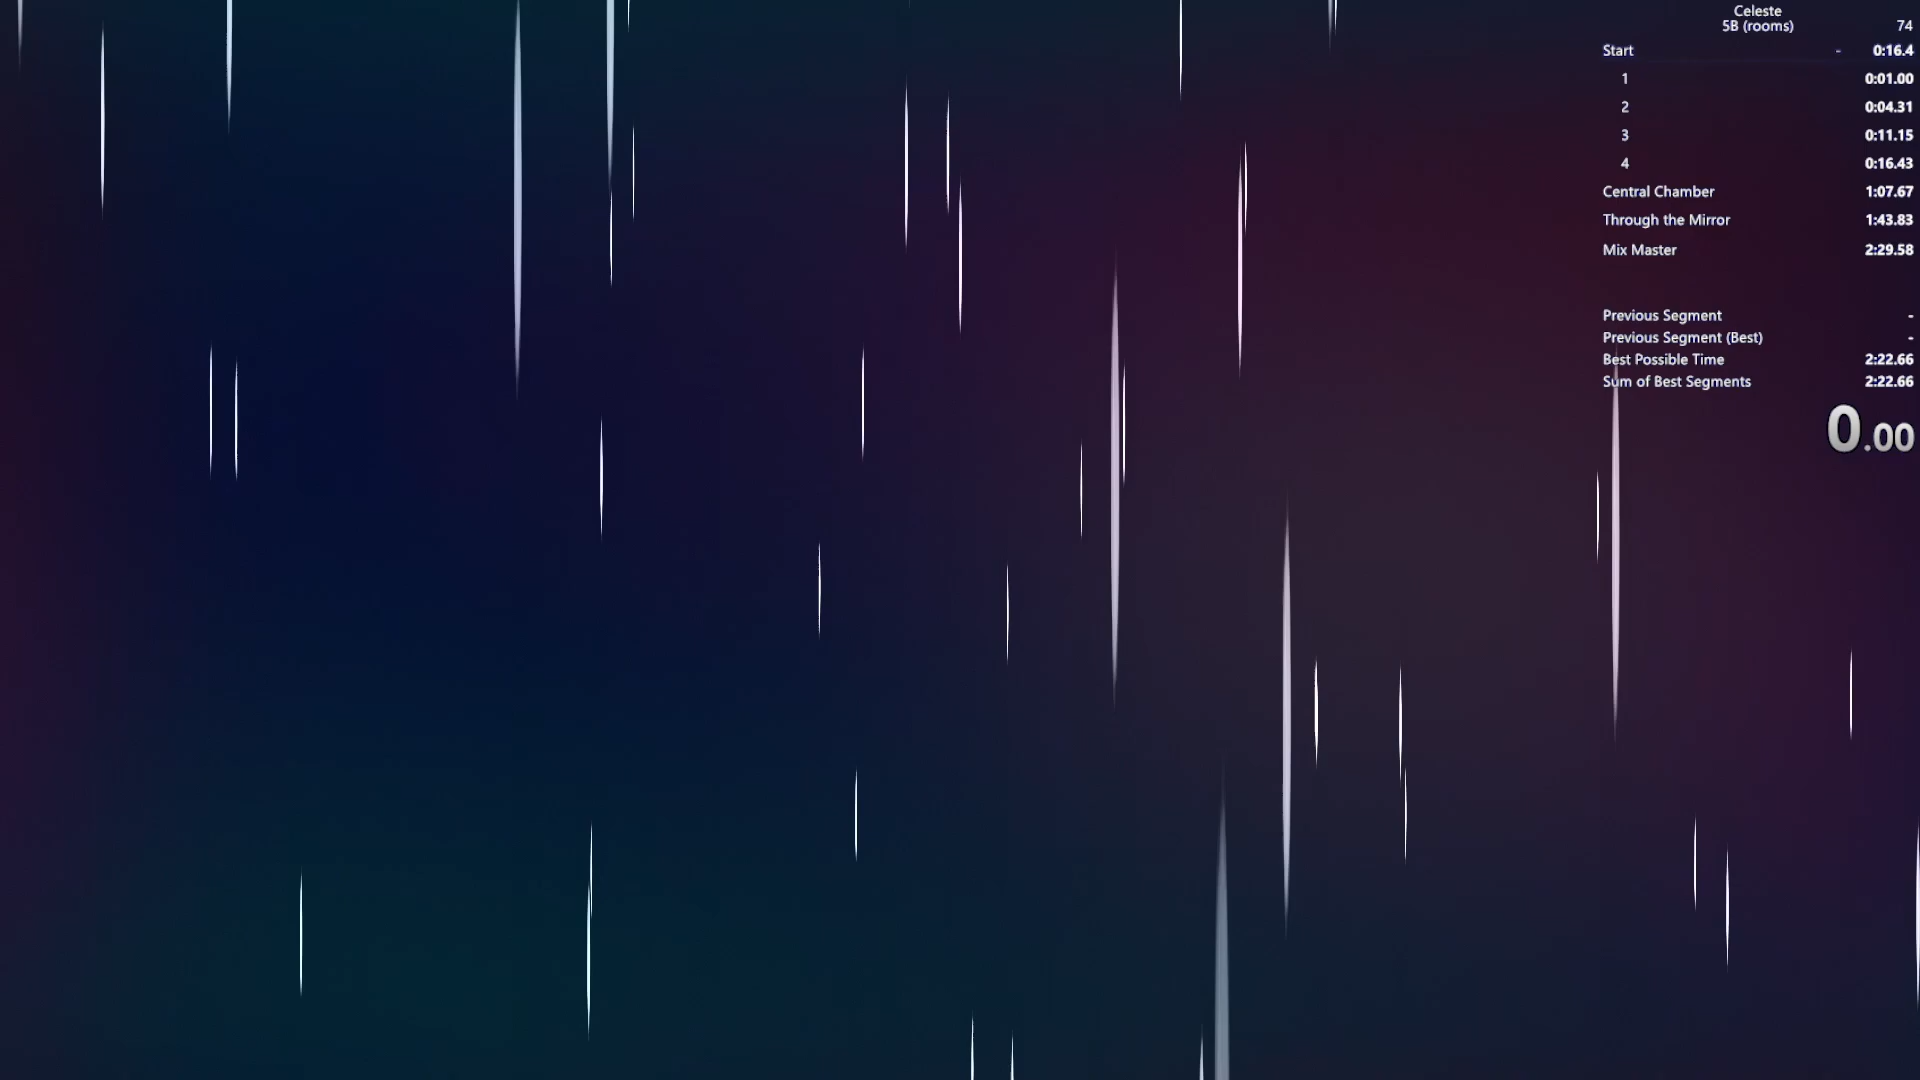 Celeste
5B (rooms) 74
Start - 0:16.4
1 0:01.00
2 0:04.31
3 0:11.15
4 0:16.43
Central Chamber 1:07.67
Through the Mirror 1:43.83
Mix Master 2:29.58
Previous Segment -
Previous Segment (Best) -
Best Possible Time 2:22.66
Sum of Best Segments 2:22.66
0.00